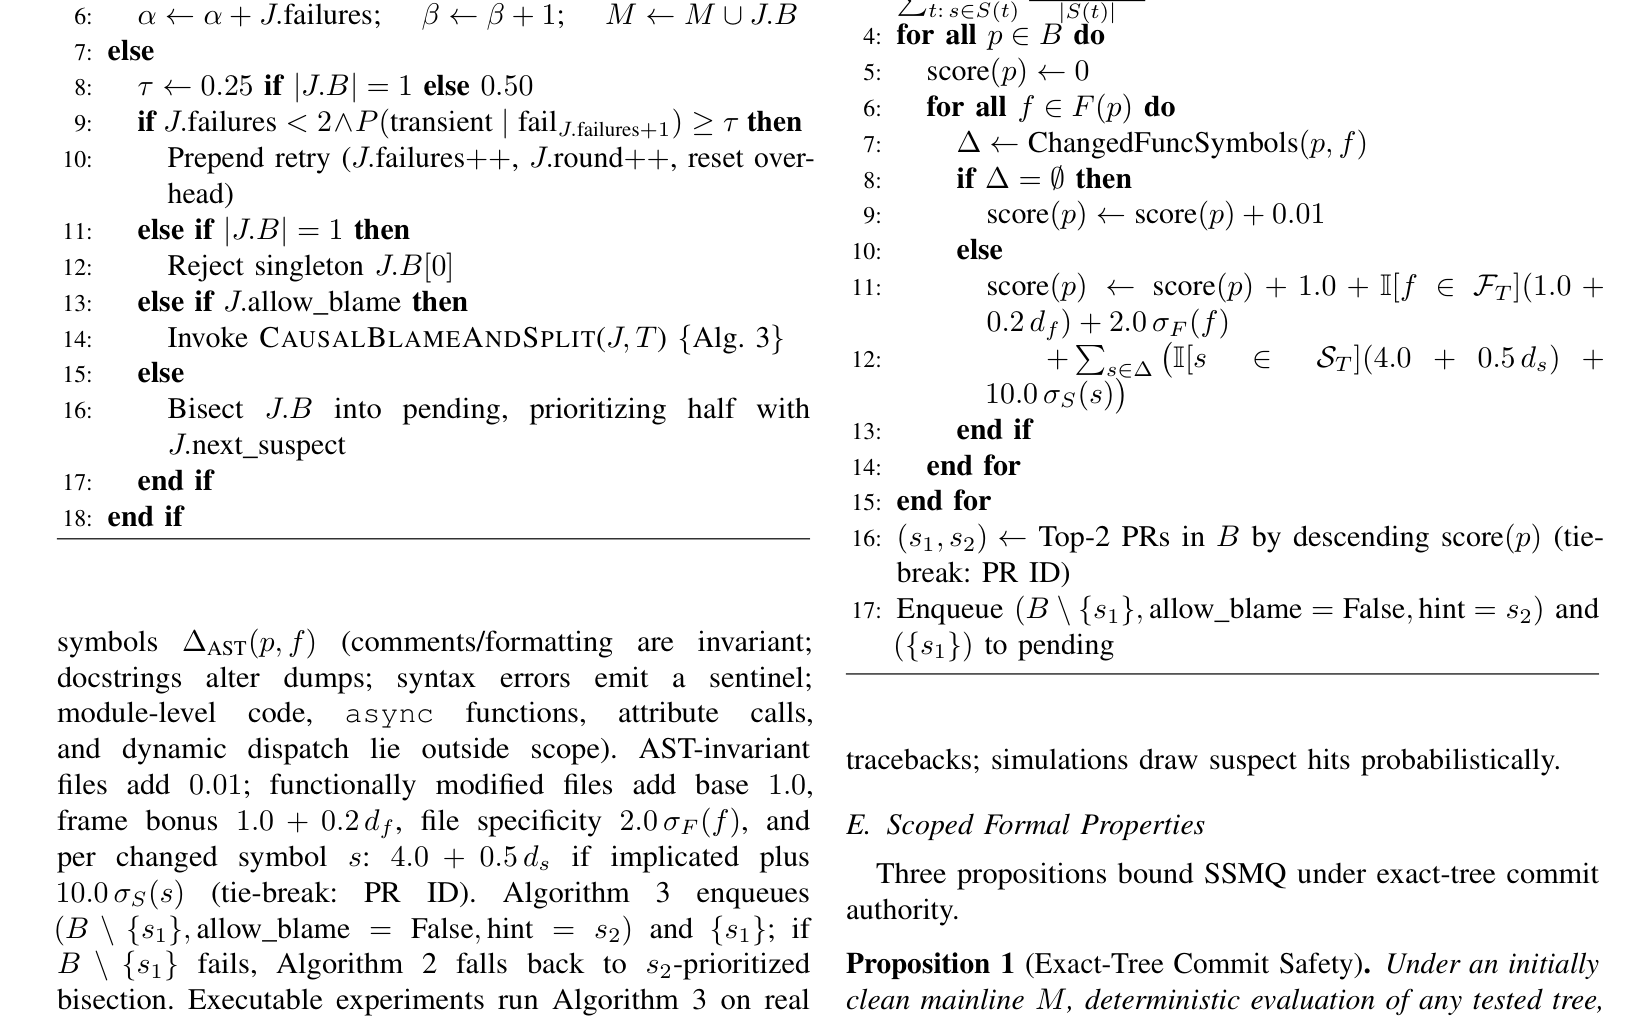 6: α ← α + J.failures; β ← β + 1; M ← M ∪ J.B
7: else
8: τ ← 0.25 if |J.B| = 1 else 0.50
9: if J.failures < 2∧P(transient | fail_{J.failures+1}) ≥ τ then
10: Prepend retry (J.failures++, J.round++, reset over-
head)
11: else if |J.B| = 1 then
12: Reject singleton J.B[0]
13: else if J.allow_blame then
14: Invoke CAUSALBLAMEANDSPLIT(J, T) {Alg. 3}
15: else
16: Bisect J.B into pending, prioritizing half with
J.next_suspect
17: end if
18: end if
symbols Δ_AST(p, f) (comments/formatting are invariant;
docstrings alter dumps; syntax errors emit a sentinel;
module-level code, async functions, attribute calls,
and dynamic dispatch lie outside scope). AST-invariant
files add 0.01; functionally modified files add base 1.0,
frame bonus 1.0 + 0.2 d_f, file specificity 2.0 σ_F(f), and
per changed symbol s: 4.0 + 0.5 d_s if implicated plus
10.0 σ_S(s) (tie-break: PR ID). Algorithm 3 enqueues
(B \ {s_1}, allow_blame = False, hint = s_2) and {s_1}; if
B \ {s_1} fails, Algorithm 2 falls back to s_2-prioritized
bisection. Executable experiments run Algorithm 3 on real
∑_{t: s∈S(t)} |S(t)|
4: for all p ∈ B do
5: score(p) ← 0
6: for all f ∈ F(p) do
7: Δ ← ChangedFuncSymbols(p, f)
8: if Δ = ∅ then
9: score(p) ← score(p) + 0.01
10: else
11: score(p) ← score(p) + 1.0 + 𝕀[f ∈ ℱ_T](1.0 +
0.2 d_f) + 2.0 σ_F(f)
12: + ∑_{s∈Δ} (𝕀[s ∈ 𝒮_T](4.0 + 0.5 d_s) +
10.0 σ_S(s))
13: end if
14: end for
15: end for
16: (s_1, s_2) ← Top-2 PRs in B by descending score(p) (tie-
break: PR ID)
17: Enqueue (B \ {s_1}, allow_blame = False, hint = s_2) and
({s_1}) to pending
tracebacks; simulations draw suspect hits probabilistically.
E. Scoped Formal Properties
Three propositions bound SSMQ under exact-tree commit
authority.
Proposition 1 (Exact-Tree Commit Safety). Under an initially
clean mainline M, deterministic evaluation of any tested tree,